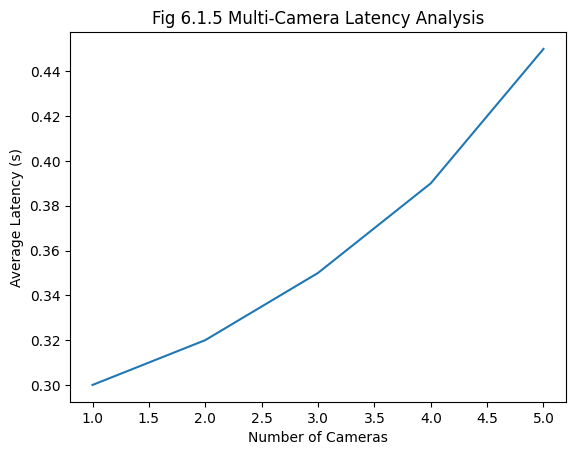 Fig 6.1.5 Multi-Camera Latency Analysis
Average Latency (s)
0.44
0.42
0.40
0.38
0.36
0.34
0.32
0.30
1.0 1.5 2.0 2.5 3.0 3.5 4.0 4.5 5.0
Number of Cameras